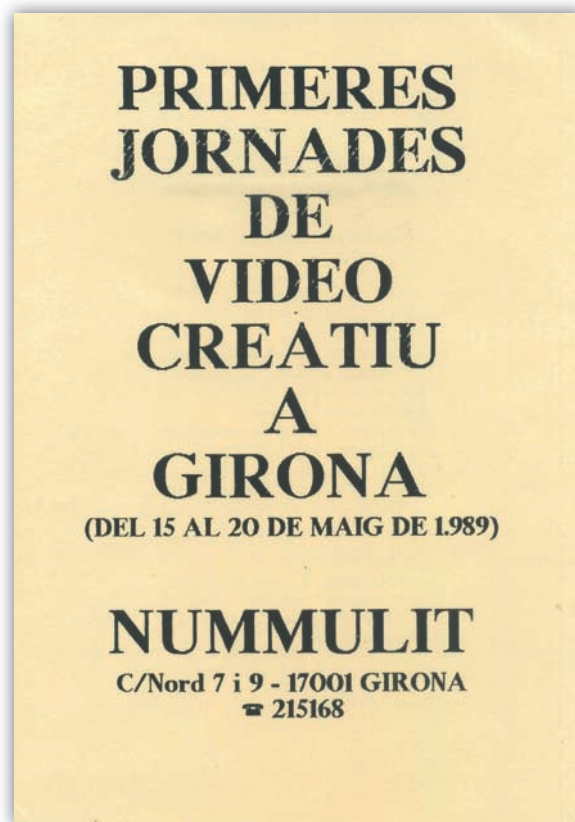 PRIMERES
JORNADES
DE
VIDEO
CREATIU
A
GIRONA
(DEL 15 AL 20 DE MAIG DE 1.989)
NUMMULIT
C/Nord 7 i 9 - 17001 GIRONA
☎ 215168